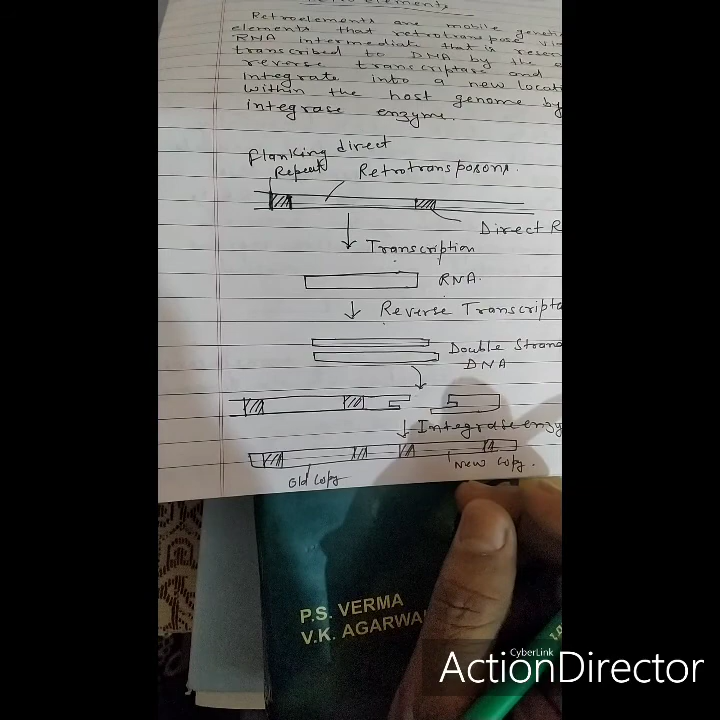 Retroelements are mobile geneti
elements that retrotranspose via
RNA Intermediate that is
transcribed to DNA by the e
reverse transcriptase and
Integrate into a new locat
within the host genome by
integrase enzyme.
flanking direct
Repeat
Retrotransposons.
Direct R
Transcription
RNA.
Reverse Transcripta
Double Stran
DNA
Integrase enzy
New copy.
Old copy
P.S. VERMA
V.K. AGARWA
CyberLink
ActionDirector